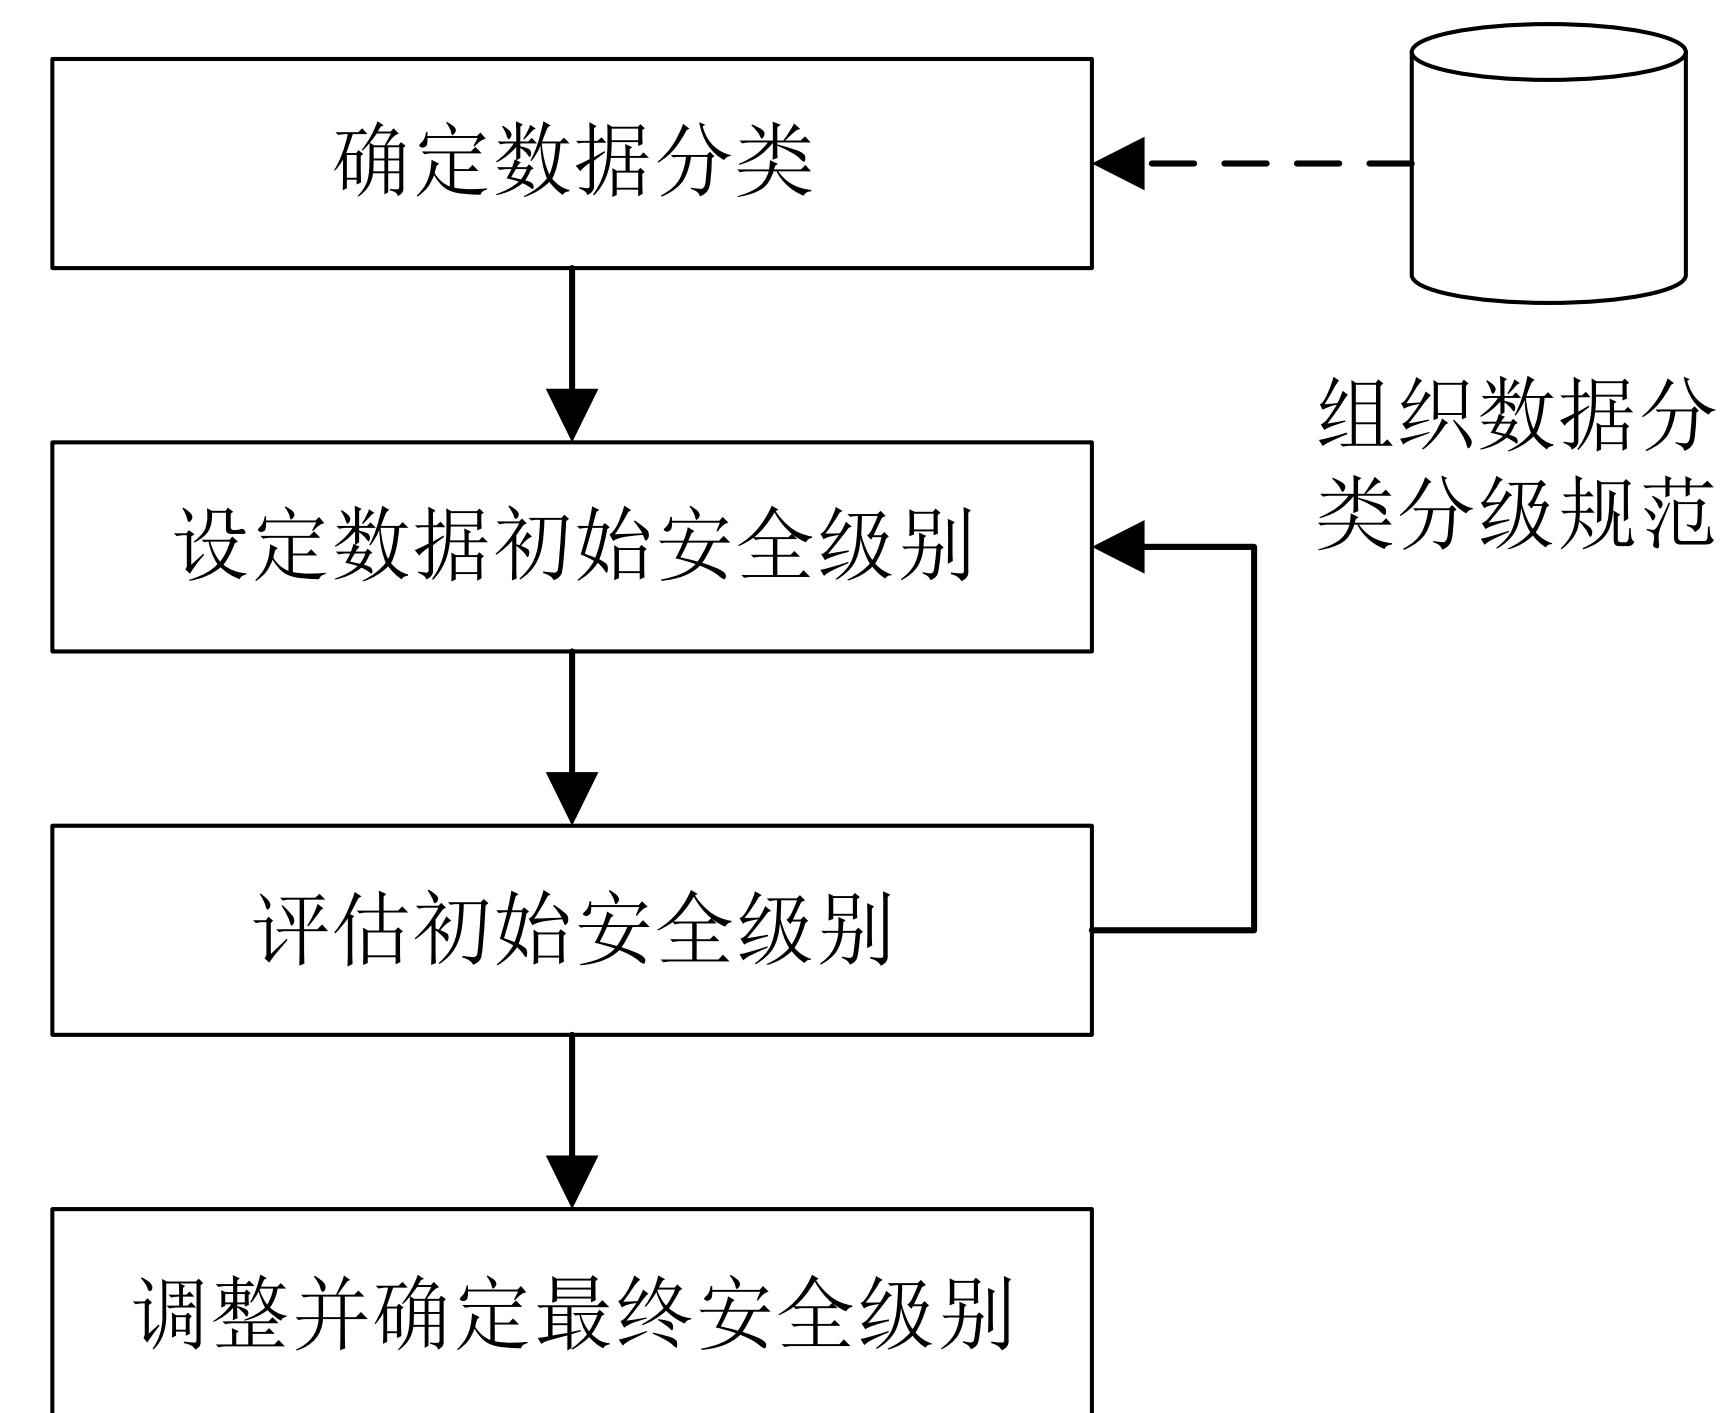 确定数据分类
组织数据分
类分级规范
设定数据初始安全级别
评估初始安全级别
调整并确定最终安全级别